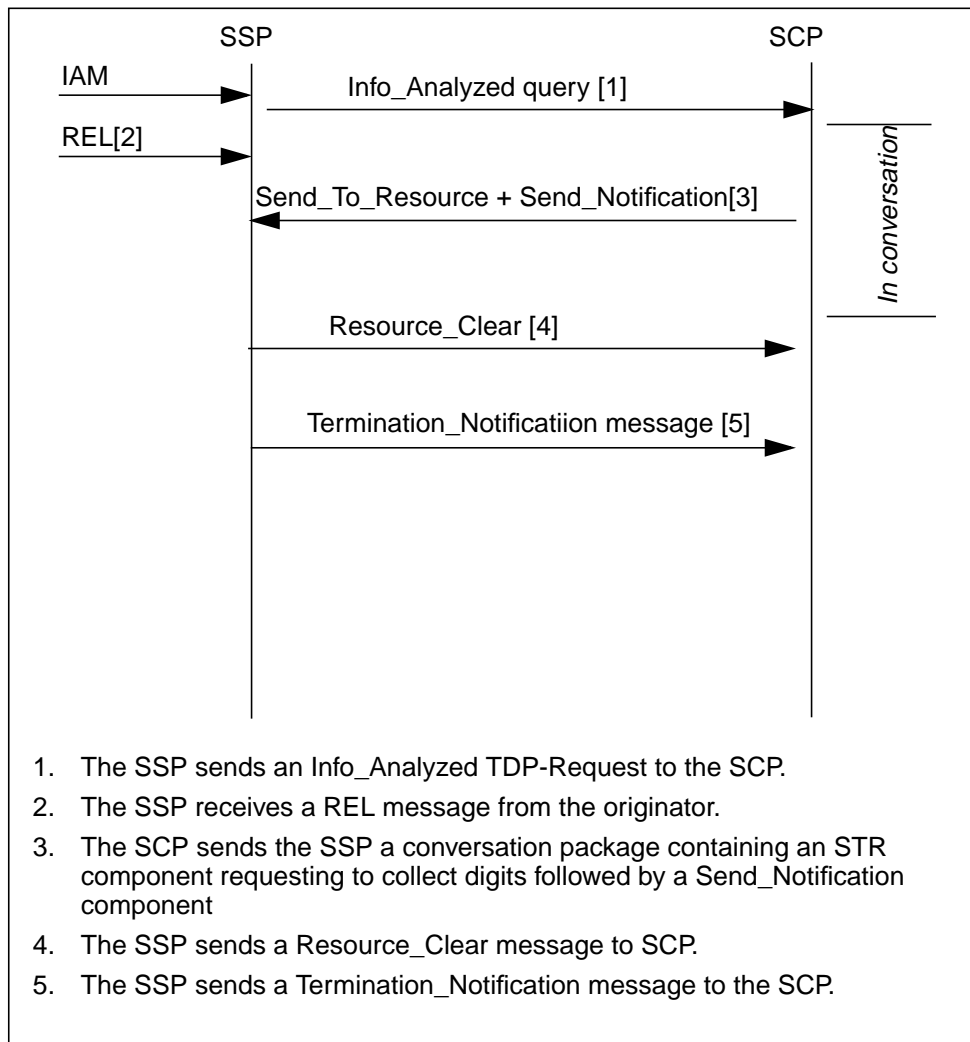 SSP
SCP
IAM
Info_Analyzed query [1]
REL[2]
In conversation
Send_To_Resource + Send_Notification[3]
Resource_Clear [4]
Termination_Notificatiion message [5]
1. The SSP sends an Info_Analyzed TDP-Request to the SCP.
2. The SSP receives a REL message from the originator.
3. The SCP sends the SSP a conversation package containing an STR
component requesting to collect digits followed by a Send_Notification
component
4. The SSP sends a Resource_Clear message to SCP.
5. The SSP sends a Termination_Notification message to the SCP.